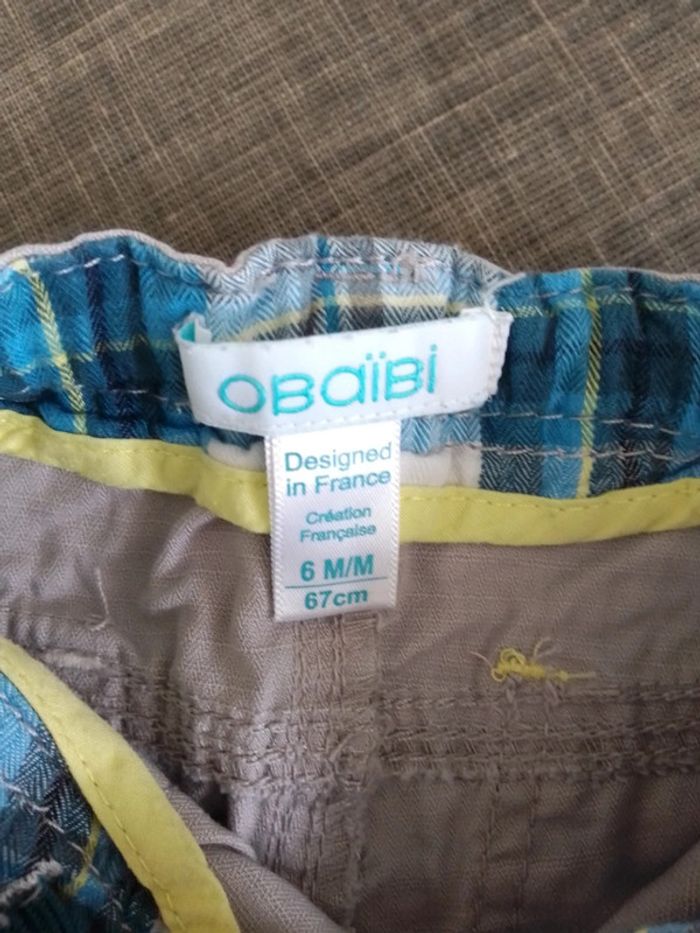 OBaïBi
Designed
in France
Création
Française
6 M/M
67cm